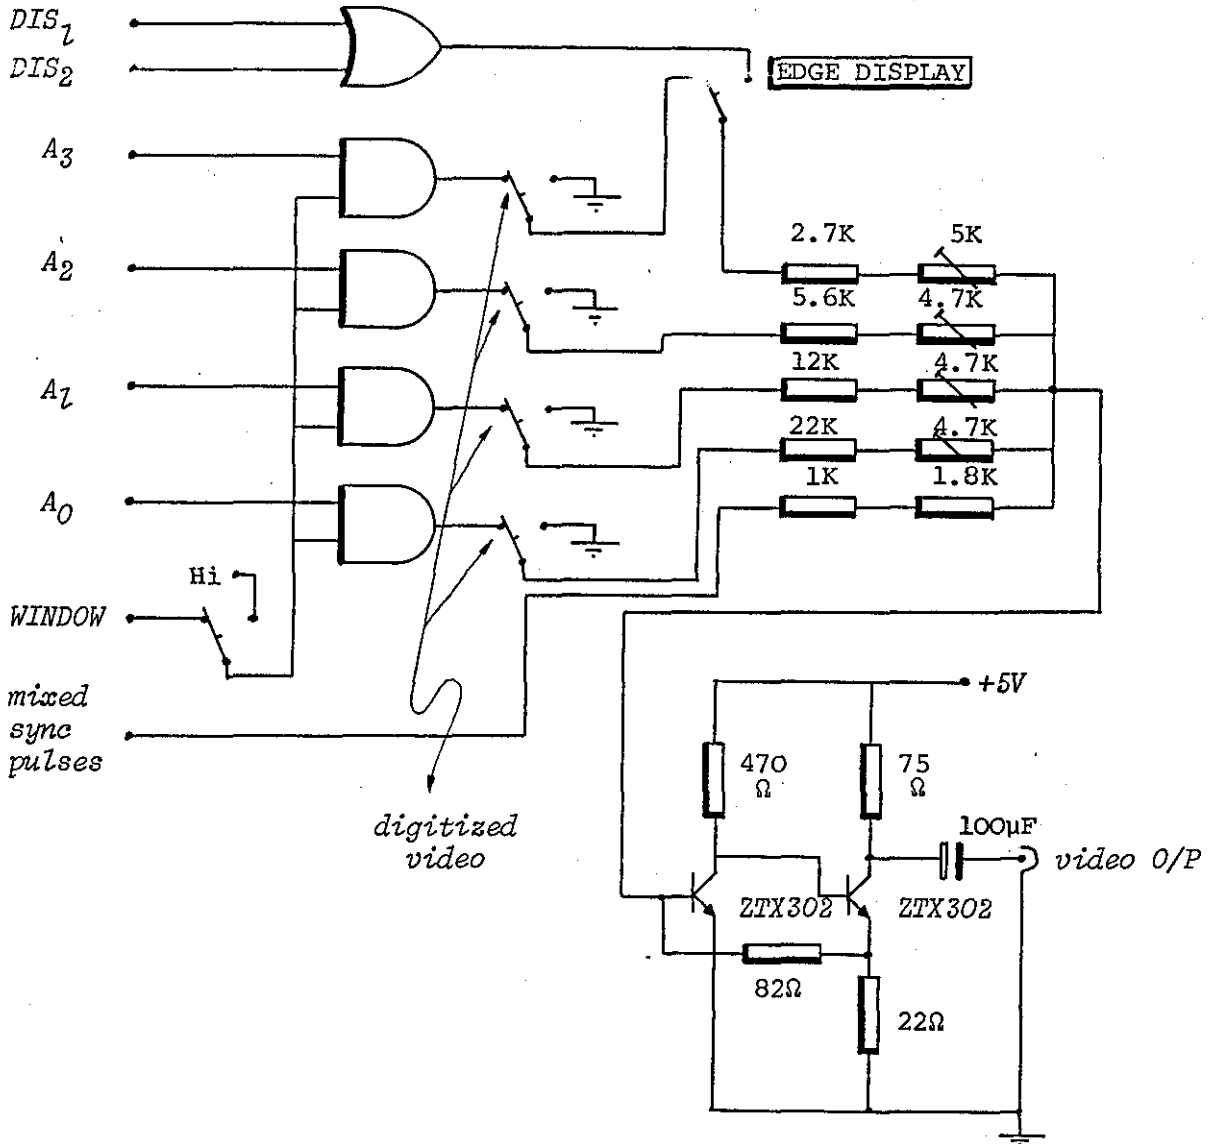 DIS1
DIS2
EDGE DISPLAY
A3
A2
A1
A0
2.7K 5K
5.6K 4.7K
12K 4.7K
22K 4.7K
1K 1.8K
Hi
WINDOW
mixed
sync
pulses
+5V
470
Ω
75
Ω
digitized
video
100µF
video O/P
ZTX302
ZTX302
82Ω
22Ω